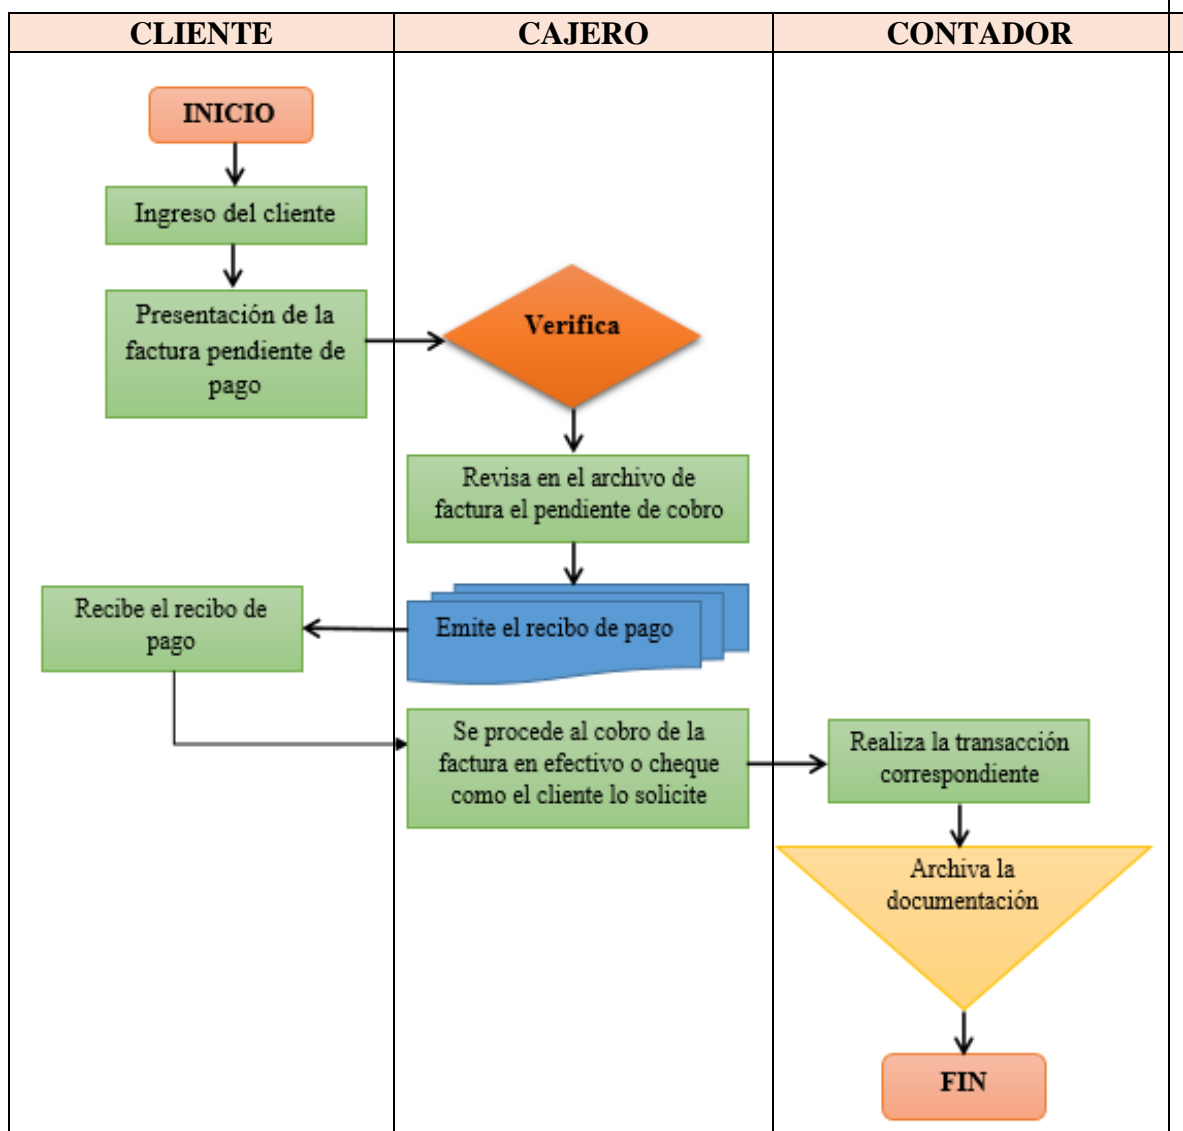 CLIENTE
CAJERO
CONTADOR
INICIO
Ingreso del cliente
Presentación de la
factura pendiente de
pago
Verifica
Revisa en el archivo de
factura el pendiente de cobro
Emite el recibo de pago
Recibe el recibo de
pago
Se procede al cobro de la
factura en efectivo o cheque
como el cliente lo solicite
Realiza la transacción
correspondiente
Archiva la
documentación
FIN